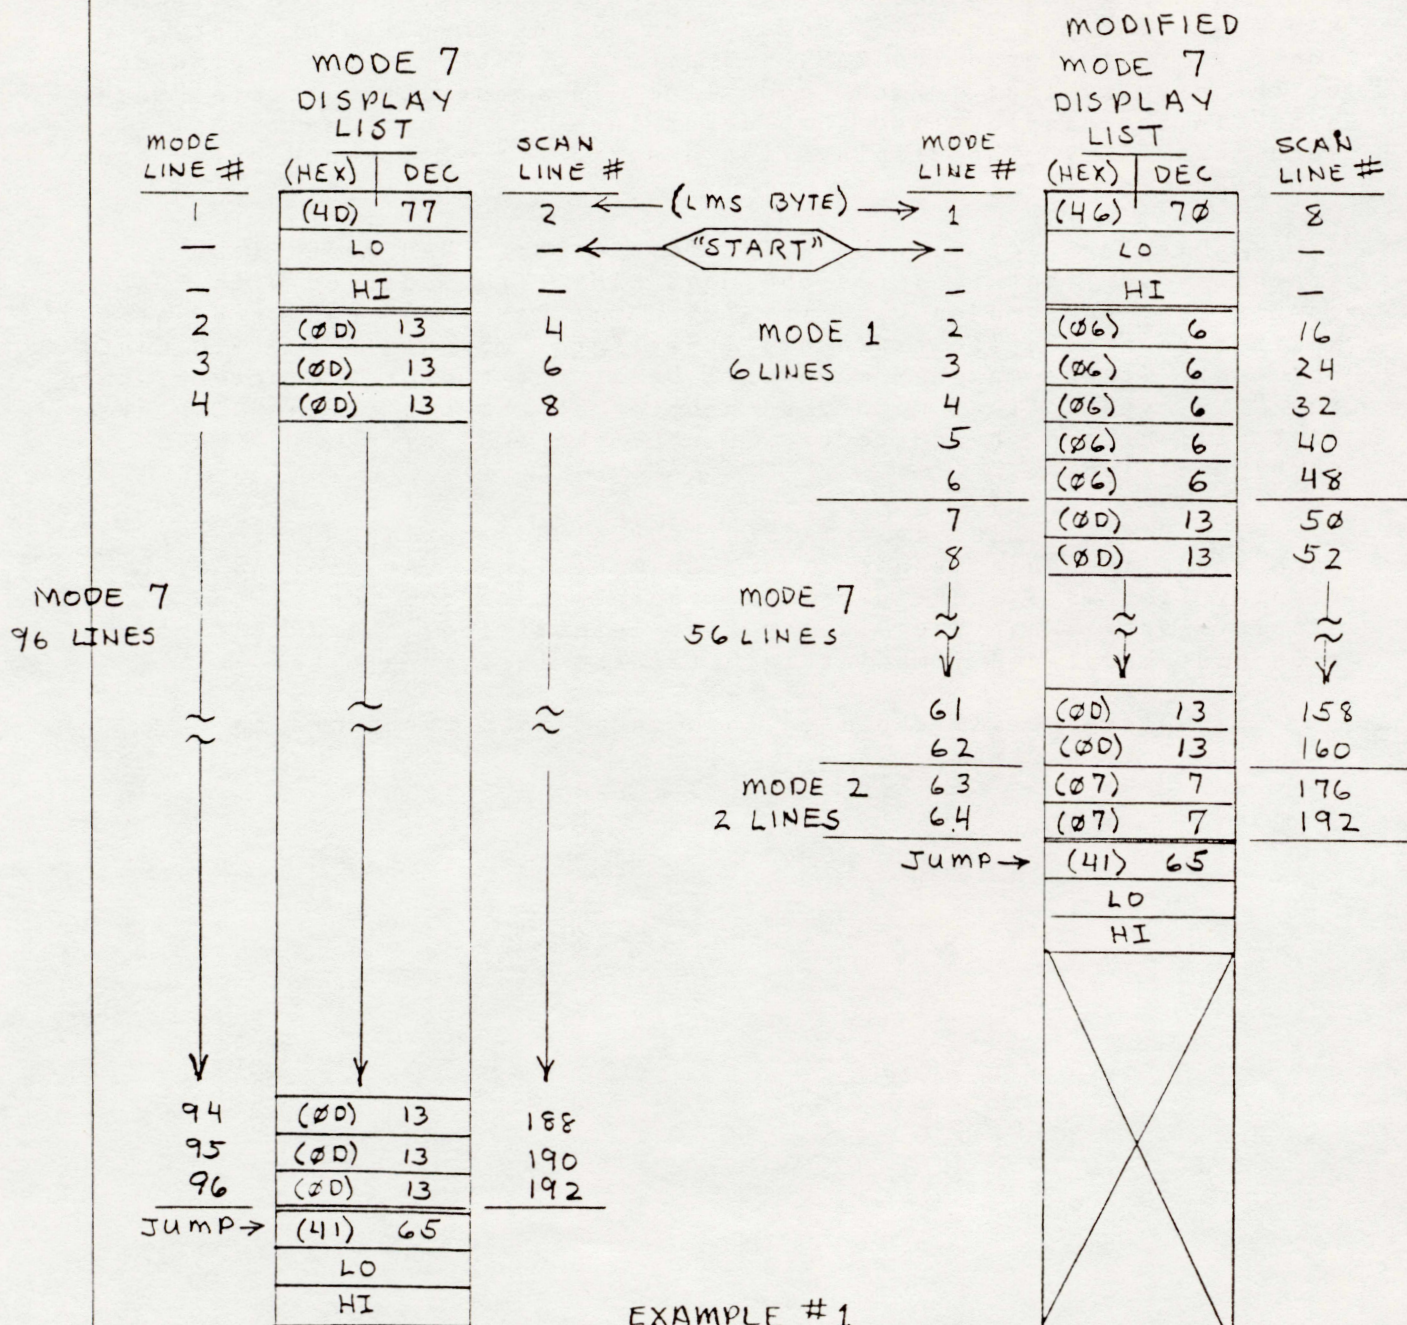 MODE 7
DISPLAY
LIST
MODE
LINE #
(HEX) DEC
SCAN
LINE #
1 (4D) 77 2
— LO —
— HI —
2 (ØD) 13 4
3 (ØD) 13 6
4 (ØD) 13 8
MODE 7
96 LINES
94 (ØD) 13 188
95 (ØD) 13 190
96 (ØD) 13 192
JUMP→ (41) 65
LO
HI
(LMS BYTE)
"START"
MODIFIED
MODE 7
DISPLAY
LIST
MODE
LINE #
(HEX) DEC
SCAN
LINE #
1 (46) 7Ø 8
— LO —
— HI —
MODE 1
6 LINES
2 (Ø6) 6 16
3 (Ø6) 6 24
4 (Ø6) 6 32
5 (Ø6) 6 40
6 (Ø6) 6 48
7 (ØD) 13 5Ø
8 (ØD) 13 52
MODE 7
56 LINES
61 (ØD) 13 158
62 (ØD) 13 160
MODE 2
2 LINES
63 (Ø7) 7 176
64 (Ø7) 7 192
JUMP→ (41) 65
LO
HI
EXAMPLE #1